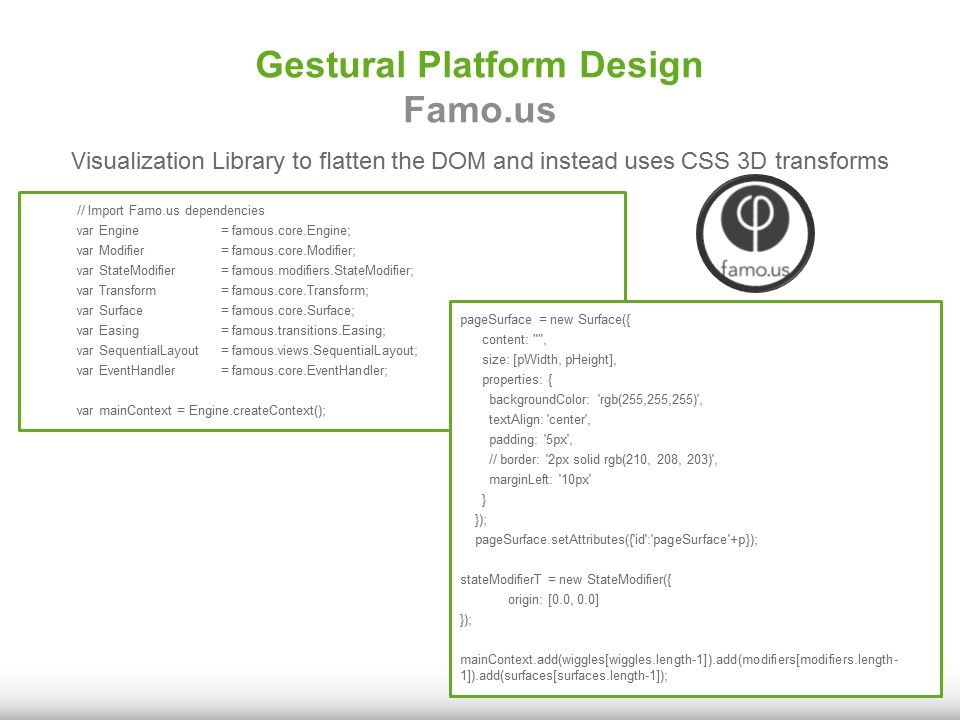 Gestural Platform Design
Famo.us
Visualization Library to flatten the DOM and instead uses CSS 3D transforms
// Import Famo.us dependencies
var Engine = famous.core.Engine;
var Modifier = famous.core.Modifier;
var StateModifier = famous.modifiers.StateModifier;
var Transform = famous.core.Transform;
var Surface = famous.core.Surface;
var Easing = famous.transitions.Easing;
var SequentialLayout = famous.views.SequentialLayout;
var EventHandler = famous.core.EventHandler;
var mainContext = Engine.createContext();
famo.us
pageSurface = new Surface({
content: "",
size: [pWidth, pHeight],
properties: {
backgroundColor: 'rgb(255,255,255)',
textAlign: 'center',
padding: '5px',
// border: '2px solid rgb(210, 208, 203)',
marginLeft: '10px'
}
});
pageSurface.setAttributes({'id':'pageSurface'+p});
stateModifierT = new StateModifier({
origin: [0.0, 0.0]
});
mainContext.add(wiggles[wiggles.length-1]).add(modifiers[modifiers.length-
1]).add(surfaces[surfaces.length-1]);